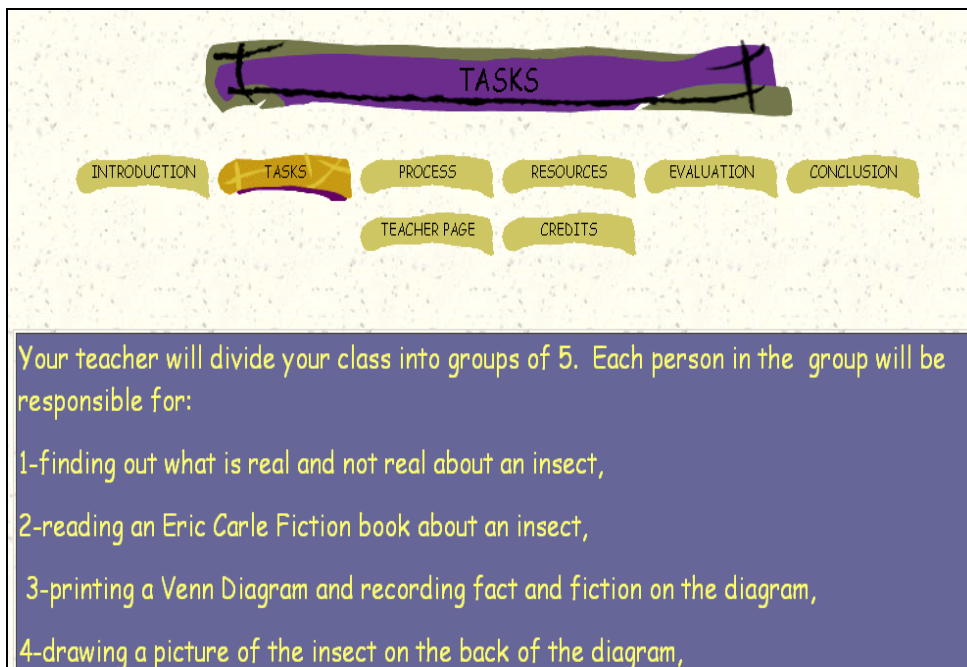 TASKS
INTRODUCTION TASKS PROCESS RESOURCES EVALUATION CONCLUSION
TEACHER PAGE CREDITS
Your teacher will divide your class into groups of 5. Each person in the group will be
responsible for:
1-finding out what is real and not real about an insect,
2-reading an Eric Carle Fiction book about an insect,
3-printing a Venn Diagram and recording fact and fiction on the diagram,
4-drawing a picture of the insect on the back of the diagram,